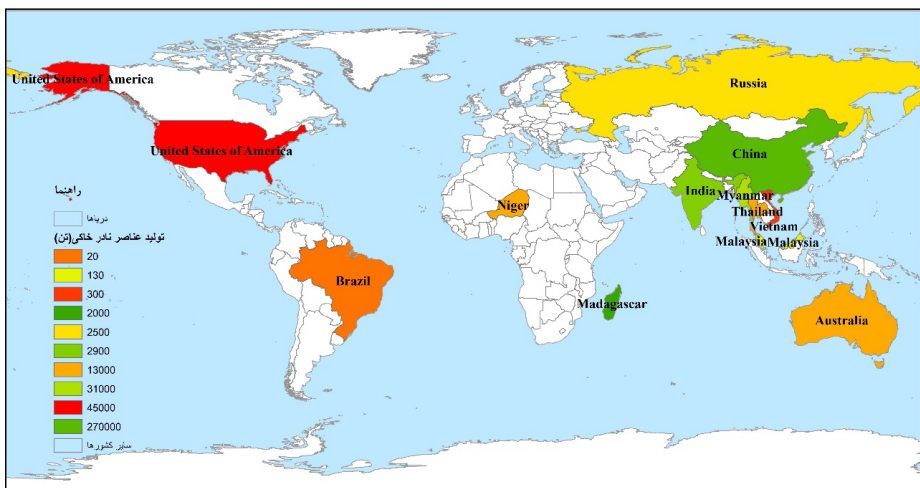 United States of America
Russia
United States of America
China
India
Myanmar
Niger
Thailand
Vietnam
Malaysia
Malaysia
Brazil
Madagascar
Australia
راهنما
دریاها
تولید عناصر نادر خاکی(تن)
20
130
300
2000
2500
2900
13000
31000
45000
270000
سایر کشورها